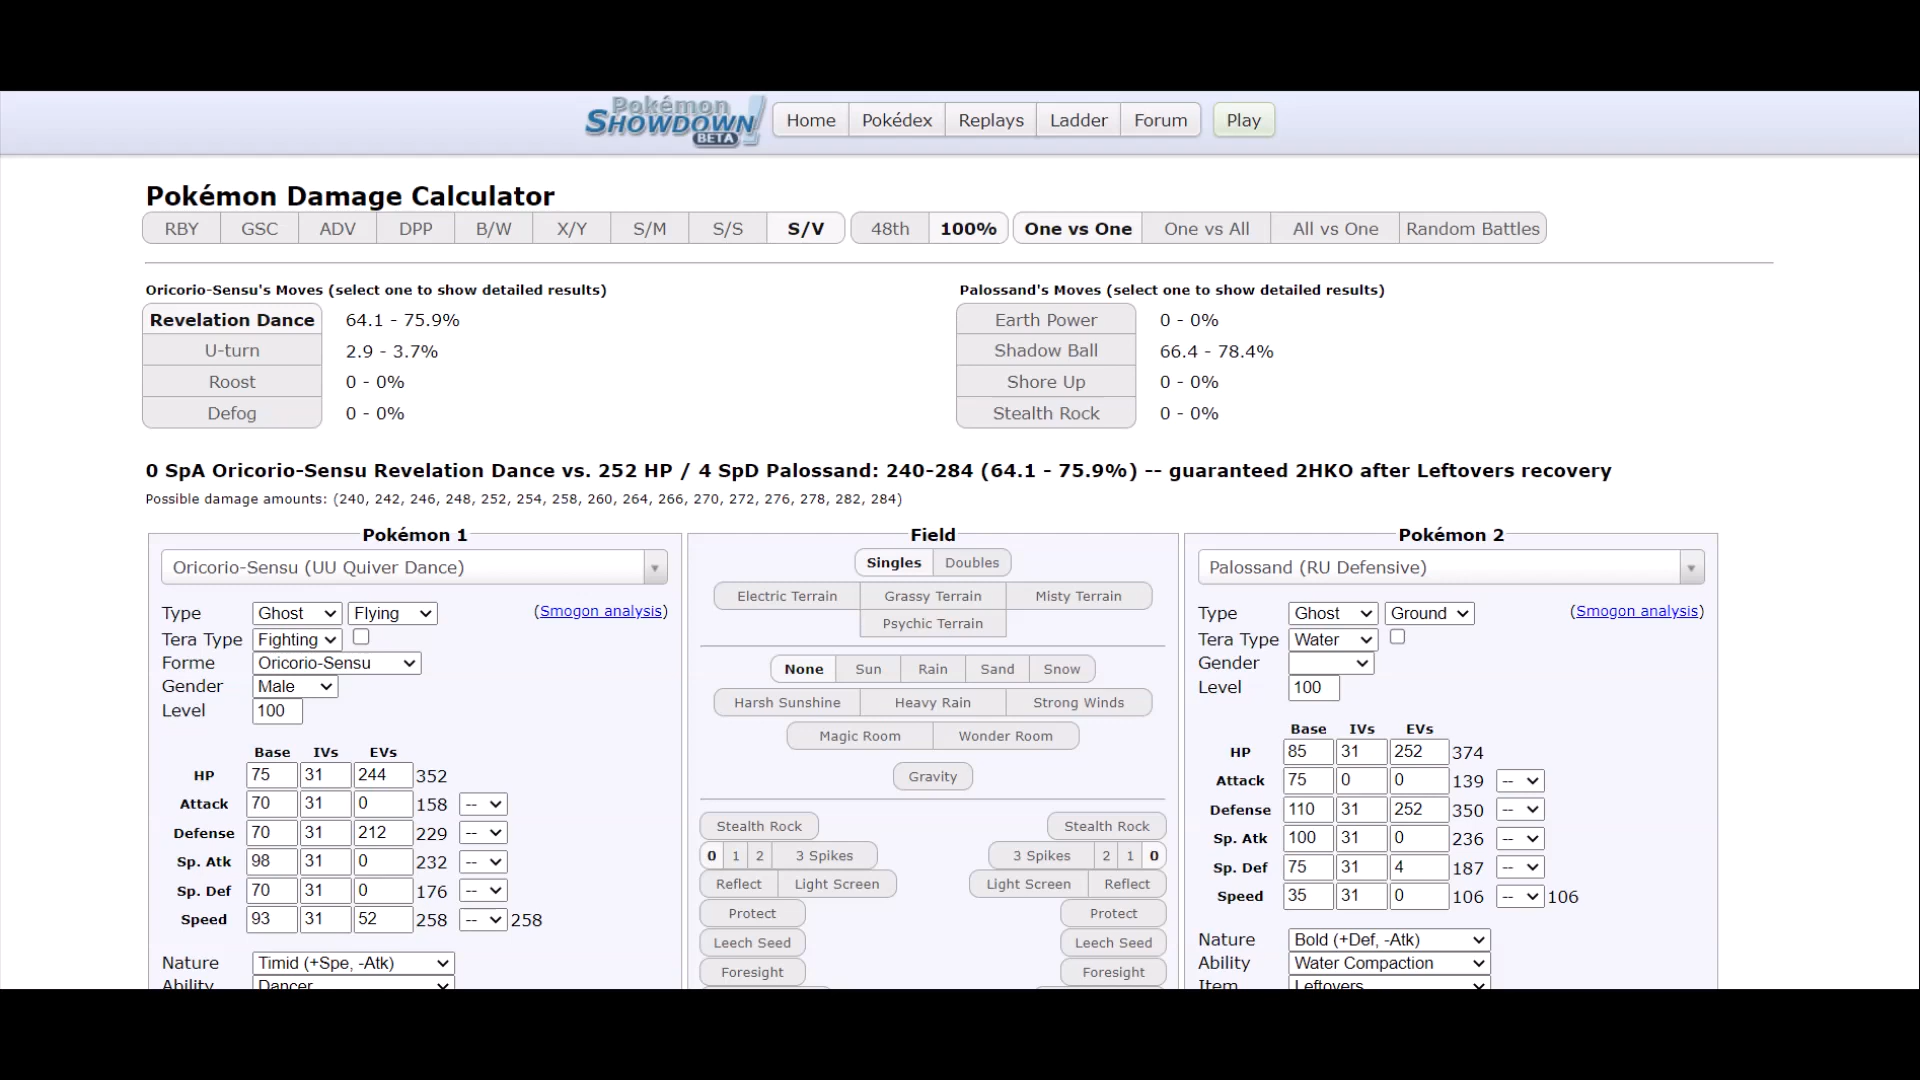 Pokémon
SHOWDOWN!
BETA
Home Pokédex Replays Ladder Forum Play
Pokémon Damage Calculator
RBY GSC ADV DPP B/W X/Y S/M S/S S/V 48th 100% One vs One One vs All All vs One Random Battles
Oricorio-Sensu's Moves (select one to show detailed results)
Revelation Dance 64.1 - 75.9%
U-turn 2.9 - 3.7%
Roost 0 - 0%
Defog 0 - 0%
Palossand's Moves (select one to show detailed results)
Earth Power 0 - 0%
Shadow Ball 66.4 - 78.4%
Shore Up 0 - 0%
Stealth Rock 0 - 0%
0 SpA Oricorio-Sensu Revelation Dance vs. 252 HP / 4 SpD Palossand: 240-284 (64.1 - 75.9%) -- guaranteed 2HKO after Leftovers recovery
Possible damage amounts: (240, 242, 246, 248, 252, 254, 258, 260, 264, 266, 270, 272, 276, 278, 282, 284)
Pokémon 1
Oricorio-Sensu (UU Quiver Dance)
Type Ghost Flying (Smogon analysis)
Tera Type Fighting
Forme Oricorio-Sensu
Gender Male
Level 100
Base IVs EVs
HP 75 31 244 352
Attack 70 31 0 158 --
Defense 70 31 212 229 --
Sp. Atk 98 31 0 232 --
Sp. Def 70 31 0 176 --
Speed 93 31 52 258 -- 258
Nature Timid (+Spe, -Atk)
Ability Dancer
Field
Singles Doubles
Electric Terrain Grassy Terrain Misty Terrain
Psychic Terrain
None Sun Rain Sand Snow
Harsh Sunshine Heavy Rain Strong Winds
Magic Room Wonder Room
Gravity
Stealth Rock Stealth Rock
0 1 2 3 Spikes 3 Spikes 2 1 0
Reflect Light Screen Light Screen Reflect
Protect Protect
Leech Seed Leech Seed
Foresight Foresight
Pokémon 2
Palossand (RU Defensive)
Type Ghost Ground (Smogon analysis)
Tera Type Water
Gender
Level 100
Base IVs EVs
HP 85 31 252 374
Attack 75 0 0 139 --
Defense 110 31 252 350 --
Sp. Atk 100 31 0 236 --
Sp. Def 75 31 4 187 --
Speed 35 31 0 106 -- 106
Nature Bold (+Def, -Atk)
Ability Water Compaction
Item Leftovers